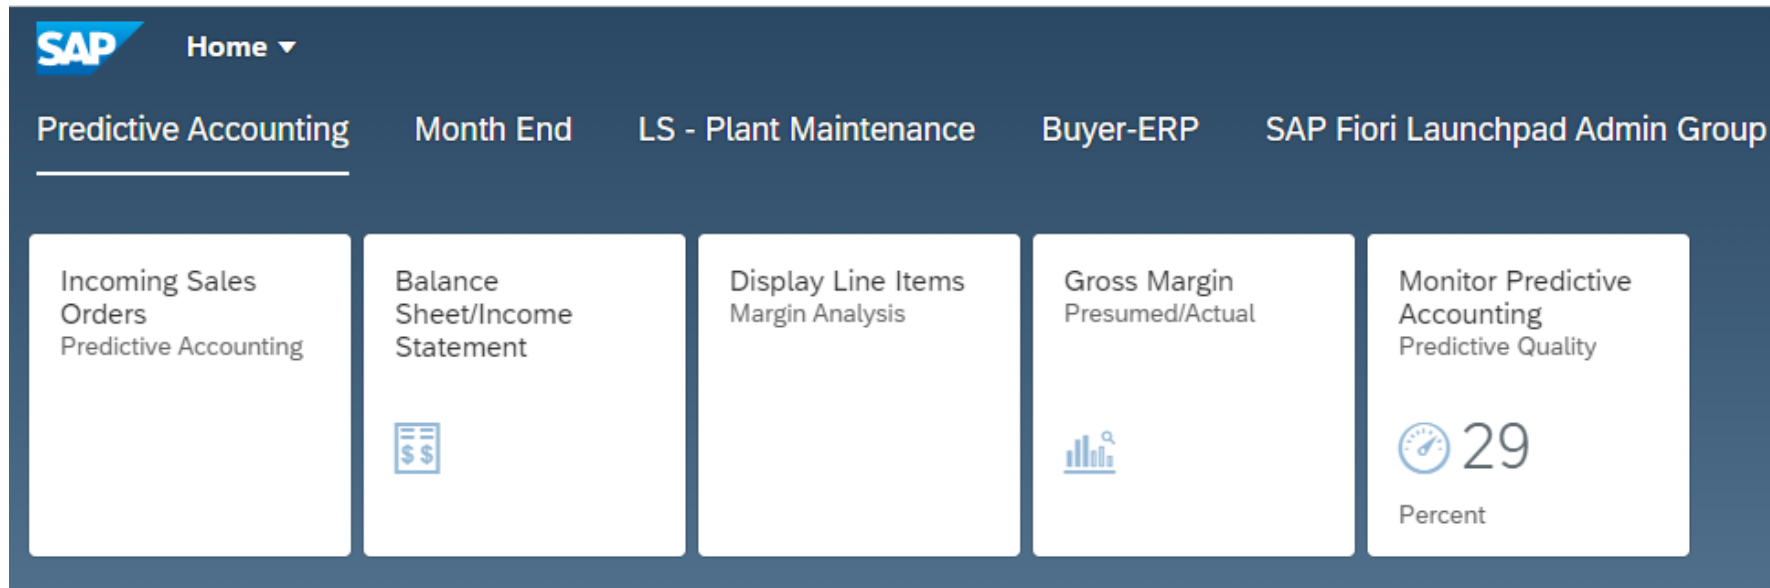 SAP Home
Predictive Accounting Month End LS - Plant Maintenance Buyer-ERP SAP Fiori Launchpad Admin Group
Incoming Sales
Orders
Predictive Accounting
Balance
Sheet/Income
Statement
$ $
Display Line Items
Margin Analysis
Gross Margin
Presumed/Actual
Monitor Predictive
Accounting
Predictive Quality
29
Percent